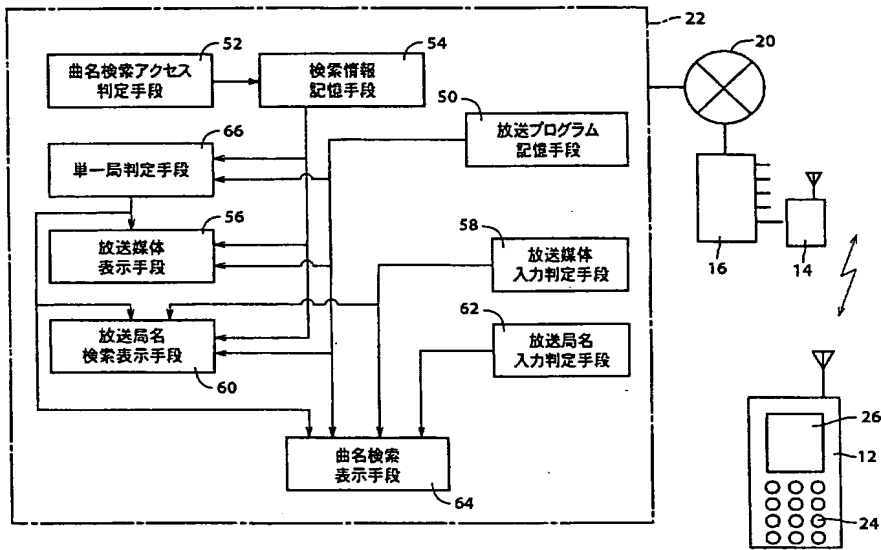 22
52
曲名検索アクセス
判定手段
54
検索情報
記憶手段
20
50
放送プログラム
記憶手段
66
単一局判定手段
56
放送媒体
表示手段
58
放送媒体
入力判定手段
16
14
60
放送局名
検索表示手段
62
放送局名
入力判定手段
曲名検索
表示手段
64
26
12
24